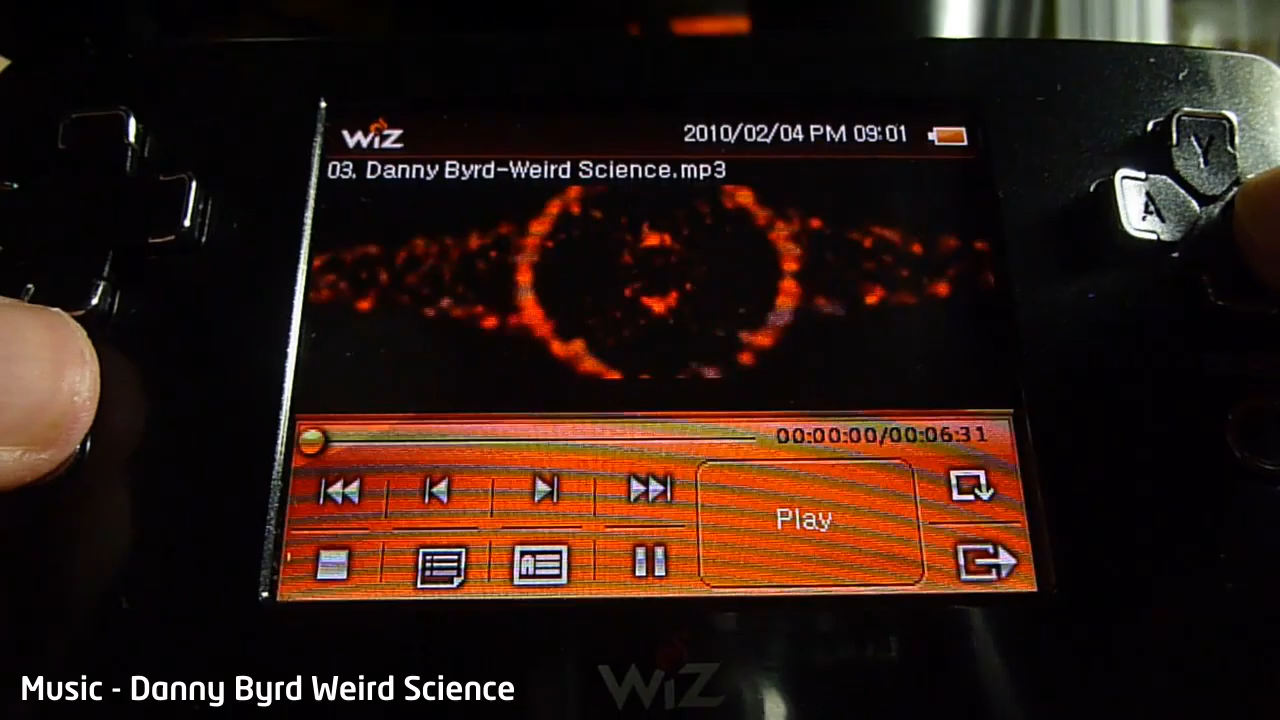 WiZ 2010/02/04 PM 09:01
03. Danny Byrd-Weird Science.mp3
00:00:00/00:06:31
Play
Y
A
WiZ
Music - Danny Byrd Weird Science